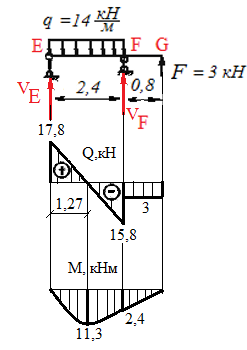 q = 14 кН/м
E F G
F = 3 кН
V_E 2,4 0,8
V_F
17,8
Q,кН
+ −
1,27 3
15,8
М, кНм
2,4
11,3